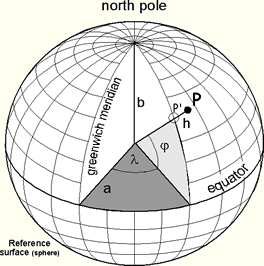 north pole
greenwich meridian
b
P'
P
h
φ
λ
a
equator
Reference
surface (sphere)